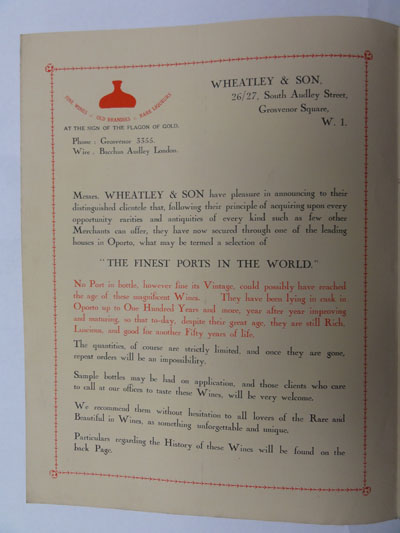 FINE WINES - OLD BRANDIES - RARE LIQUEURS
AT THE SIGN OF THE FLAGON OF GOLD.
Phone : Grosvenor 3355.
Wire : Bacchus Audley London.
WHEATLEY & SON,
26/27, South Audley Street,
Grosvenor Square,
W. 1.
Messrs. WHEATLEY & SON have pleasure in announcing to their
distinguished clientele that, following their principle of acquiring upon every
opportunity rarities and antiquities of every kind such as few other
Merchants can offer, they have now secured through one of the leading
houses in Oporto, what may be termed a selection of
"THE FINEST PORTS IN THE WORLD."
No Port in bottle, however fine its Vintage, could possibly have reached
the age of these magnificent Wines. They have been lying in cask in
Oporto up to One Hundred Years and more, year after year improving
and maturing, so that to-day, despite their great age, they are still Rich,
Luscious, and good for another Fifty years of life.
The quantities, of course are strictly limited, and once they are gone,
repeat orders will be an impossibility.
Sample bottles may be had on application, and those clients who care
to call at our offices to taste these Wines, will be very welcome.
We recommend them without hesitation to all lovers of the Rare and
Beautiful in Wines, as something unforgettable and unique.
Particulars regarding the History of these Wines will be found on the
back Page.